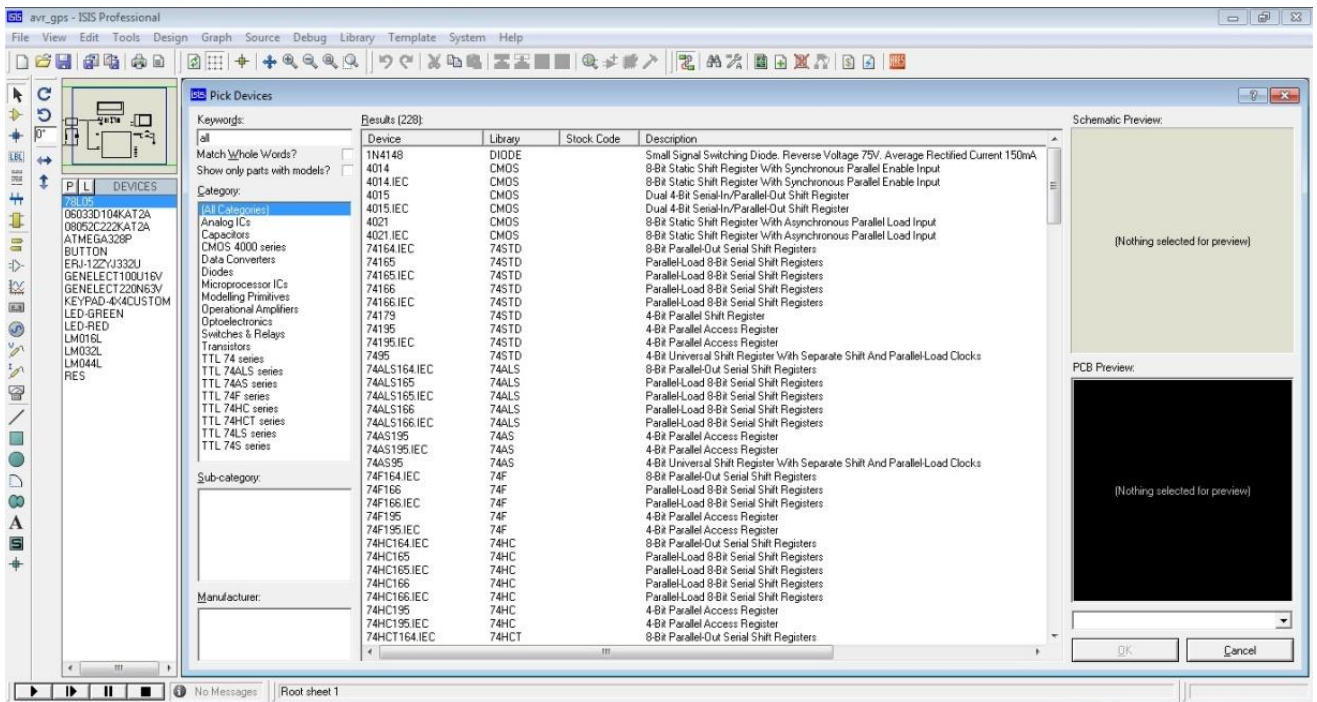 ISIS avr_gps - ISIS Professional
File View Edit Tools Design Graph Source Debug Library Template System Help
ISIS Pick Devices
Keywords:
all
Match Whole Words?
Show only parts with models?
Category:
(All Categories)
Analog ICs
Capacitors
CMOS 4000 series
Data Converters
Diodes
Microprocessor ICs
Modelling Primitives
Operational Amplifiers
Optoelectronics
Switches & Relays
Transistors
TTL 74 series
TTL 74ALS series
TTL 74AS series
TTL 74F series
TTL 74HC series
TTL 74HCT series
TTL 74LS series
TTL 74S series
Sub-category:
Manufacturer:
0°
LBL
P L DEVICES
78L05
06033D104KAT2A
08052C222KAT2A
ATMEGA328P
BUTTON
ERJ-12ZYJ332U
GENELECT100U16V
GENELECT220N63V
KEYPAD-4X4CUSTOM
LED-GREEN
LED-RED
LM016L
LM032L
LM044L
RES
A
S
Results (228):
Device Library Stock Code Description
1N4148 DIODE Small Signal Switching Diode. Reverse Voltage 75V. Average Rectified Current 150mA
4014 CMOS 8-Bit Static Shift Register With Synchronous Parallel Enable Input
4014.IEC CMOS 8-Bit Static Shift Register With Synchronous Parallel Enable Input
4015 CMOS Dual 4-Bit Serial-In/Parallel-Out Shift Register
4015.IEC CMOS Dual 4-Bit Serial-In/Parallel-Out Shift Register
4021 CMOS 8-Bit Static Shift Register With Asynchronous Parallel Load Input
4021.IEC CMOS 8-Bit Static Shift Register With Asynchronous Parallel Load Input
74164.IEC 74STD 8-Bit Parallel-Out Serial Shift Registers
74165 74STD Parallel-Load 8-Bit Serial Shift Registers
74165.IEC 74STD Parallel-Load 8-Bit Serial Shift Registers
74166 74STD Parallel-Load 8-Bit Serial Shift Registers
74166.IEC 74STD Parallel-Load 8-Bit Serial Shift Registers
74179 74STD 4-Bit Parallel Shift Register
74195 74STD 4-Bit Parallel Access Register
74195.IEC 74STD 4-Bit Parallel Access Register
7495 74STD 4-Bit Universal Shift Register With Separate Shift And Parallel-Load Clocks
74ALS164.IEC 74ALS 8-Bit Parallel-Out Serial Shift Registers
74ALS165 74ALS Parallel-Load 8-Bit Serial Shift Registers
74ALS165.IEC 74ALS Parallel-Load 8-Bit Serial Shift Registers
74ALS166 74ALS Parallel-Load 8-Bit Serial Shift Registers
74ALS166.IEC 74ALS Parallel-Load 8-Bit Serial Shift Registers
74AS195 74AS 4-Bit Parallel Access Register
74AS195.IEC 74AS 4-Bit Parallel Access Register
74AS95 74AS 4-Bit Universal Shift Register With Separate Shift And Parallel-Load Clocks
74F164.IEC 74F 8-Bit Parallel-Out Serial Shift Registers
74F166 74F Parallel-Load 8-Bit Serial Shift Registers
74F166.IEC 74F Parallel-Load 8-Bit Serial Shift Registers
74F195 74F 4-Bit Parallel Access Register
74F195.IEC 74F 4-Bit Parallel Access Register
74HC164.IEC 74HC 8-Bit Parallel-Out Serial Shift Registers
74HC165 74HC Parallel-Load 8-Bit Serial Shift Registers
74HC165.IEC 74HC Parallel-Load 8-Bit Serial Shift Registers
74HC166 74HC Parallel-Load 8-Bit Serial Shift Registers
74HC166.IEC 74HC Parallel-Load 8-Bit Serial Shift Registers
74HC195 74HC 4-Bit Parallel Access Register
74HC195.IEC 74HC 4-Bit Parallel Access Register
74HCT164.IEC 74HCT 8-Bit Parallel-Out Serial Shift Registers
Schematic Preview:
(Nothing selected for preview)
PCB Preview:
(Nothing selected for preview)
OK Cancel
No Messages Root sheet 1